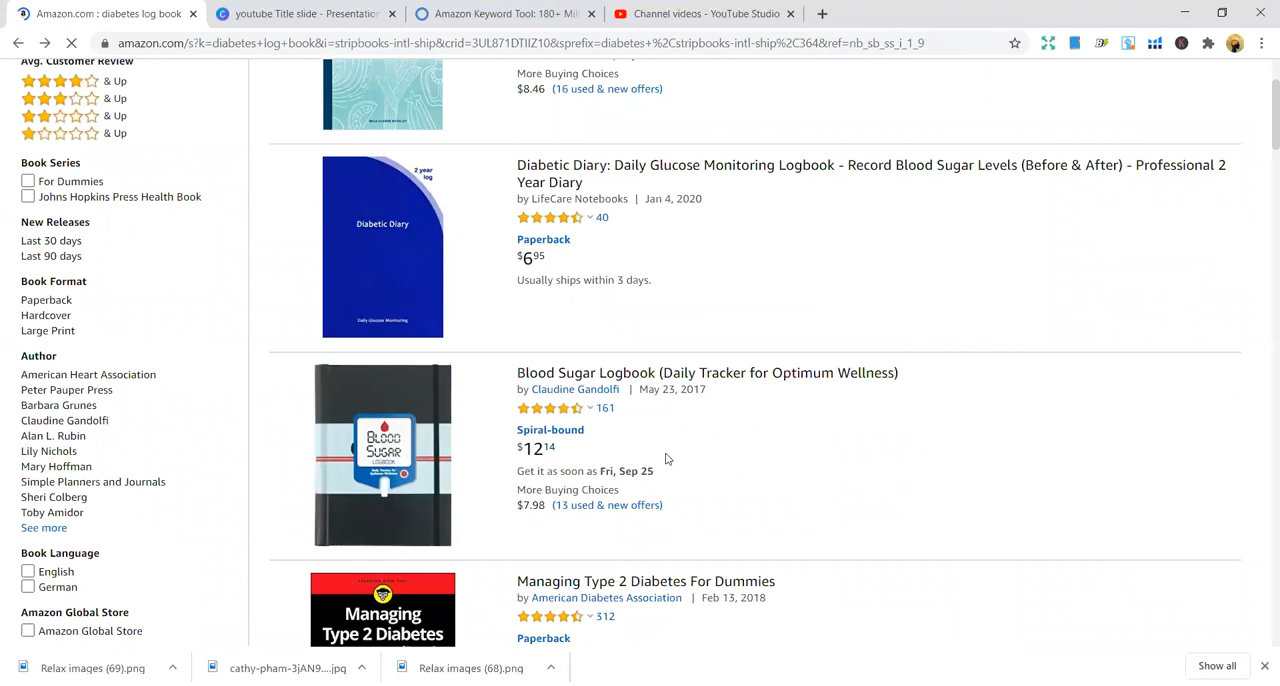 Amazon.com : diabetes log book
youtube Title slide - Presentation
Amazon Keyword Tool: 180+ Mil
Channel videos - YouTube Studio
amazon.com/s?k=diabetes+log+book&i=stripbooks-intl-ship&crid=3UL871DTIIZ10&sprefix=diabetes+%2Cstripbooks-intl-ship%2C364&ref=nb_sb_ss_i_1_9
Avg. Customer Review
& Up
& Up
& Up
& Up
Book Series
For Dummies
Johns Hopkins Press Health Book
New Releases
Last 30 days
Last 90 days
Book Format
Paperback
Hardcover
Large Print
Author
American Heart Association
Peter Pauper Press
Barbara Grunes
Claudine Gandolfi
Alan L. Rubin
Lily Nichols
Mary Hoffman
Simple Planners and Journals
Sheri Colberg
Toby Amidor
See more
Book Language
English
German
Amazon Global Store
Amazon Global Store
More Buying Choices
$8.46 (16 used & new offers)
2 year
log
Diabetic Diary
Daily Glucose Monitoring
Diabetic Diary: Daily Glucose Monitoring Logbook - Record Blood Sugar Levels (Before & After) - Professional 2
Year Diary
by LifeCare Notebooks | Jan 4, 2020
40
Paperback
$6 95
Usually ships within 3 days.
BLOOD
SUGAR
LOGBOOK
Blood Sugar Logbook (Daily Tracker for Optimum Wellness)
by Claudine Gandolfi | May 23, 2017
161
Spiral-bound
$12 14
Get it as soon as Fri, Sep 25
More Buying Choices
$7.98 (13 used & new offers)
Managing
Type 2 Diabetes
Managing Type 2 Diabetes For Dummies
by American Diabetes Association | Feb 13, 2018
312
Paperback
Relax images (69).png
cathy-pham-3jAN9....jpg
Relax images (68).png
Show all